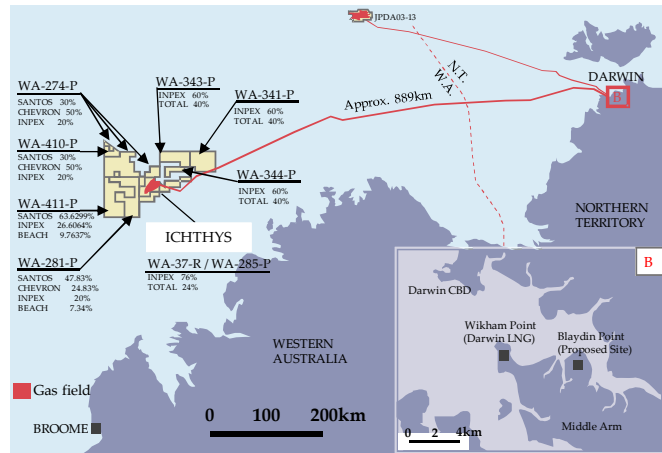 JPDA03-13
N.T.
W.A.
DARWIN
B
Approx. 889km
WA-274-P
SANTOS 30%
CHEVRON 50%
INPEX 20%
WA-343-P
INPEX 60%
TOTAL 40%
WA-341-P
INPEX 60%
TOTAL 40%
WA-410-P
SANTOS 30%
CHEVRON 50%
INPEX 20%
WA-344-P
INPEX 60%
TOTAL 40%
WA-411-P
SANTOS 63.6299%
INPEX 26.6064%
BEACH 9.7637%
ICHTHYS
NORTHERN
TERRITORY
WA-281-P
SANTOS 47.83%
CHEVRON 24.83%
INPEX 20%
BEACH 7.34%
WA-37-R / WA-285-P
INPEX 76%
TOTAL 24%
B
Darwin CBD
Wikham Point
(Darwin LNG)
Blaydin Point
(Proposed Site)
Middle Arm
0 2 4km
WESTERN
AUSTRALIA
Gas field
BROOME
0 100 200km